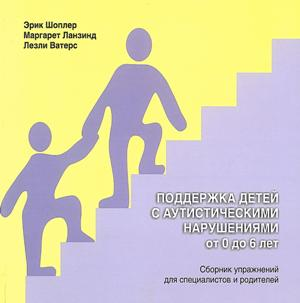 Эрик Шоплер
Маргарет Ланзинд
Лезли Ватерс
ПОДДЕРЖКА ДЕТЕЙ
С АУТИСТИЧЕСКИМИ
НАРУШЕНИЯМИ
от 0 до 6 лет
Сборник упражнений
для специалистов и родителей